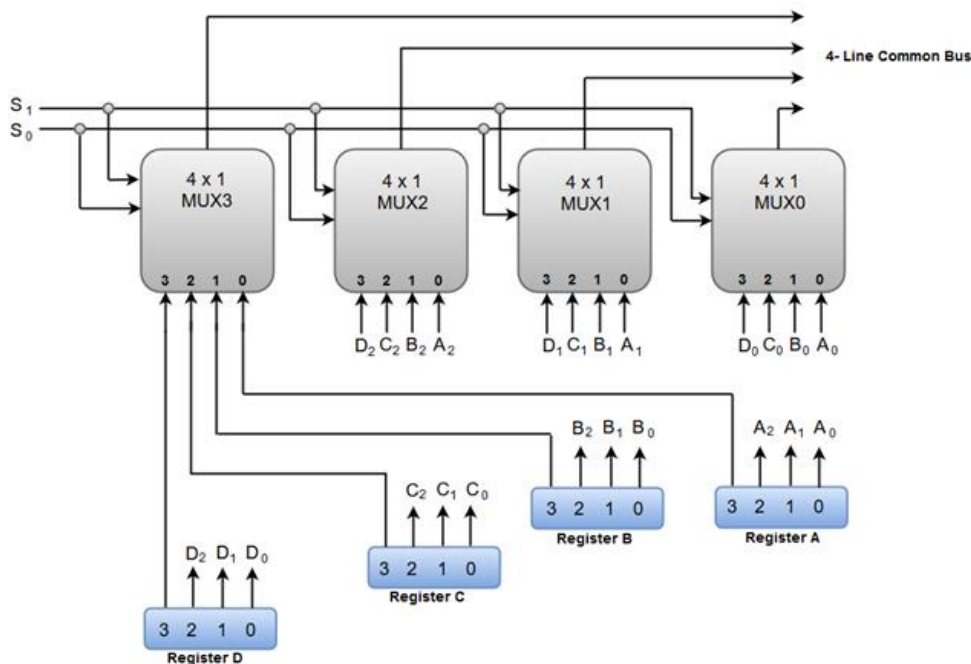 4- Line Common Bus
S1
S0
4 x 1 4 x 1 4 x 1 4 x 1
MUX3 MUX2 MUX1 MUX0
3 2 1 0 3 2 1 0 3 2 1 0 3 2 1 0
D2 C2 B2 A2 D1 C1 B1 A1 D0 C0 B0 A0
B2 B1 B0 A2 A1 A0
3 2 1 0 3 2 1 0
Register B Register A
C2 C1 C0
3 2 1 0
Register C
D2 D1 D0
3 2 1 0
Register D